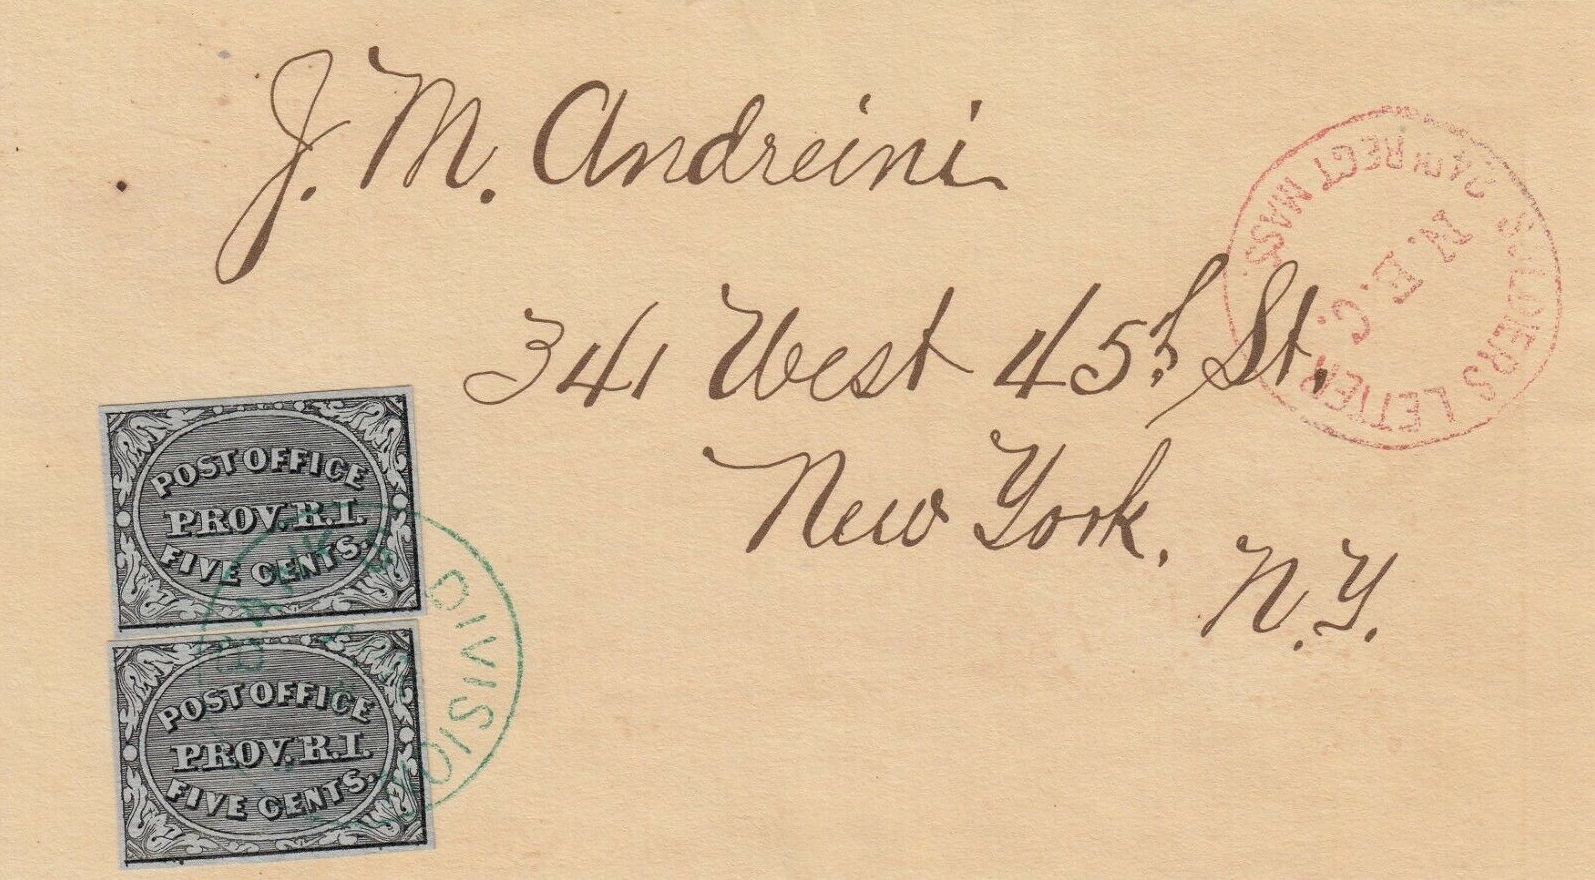 J. M. Andreini
341 West 45th St.
New York.
N.Y.
SOLDIERS LETTER
N.E.C.
24TH REGT MASS.
POST OFFICE
PROV. R.I.
FIVE CENTS.
POST OFFICE
PROV. R.I.
FIVE CENTS.
BANKS DIVISION